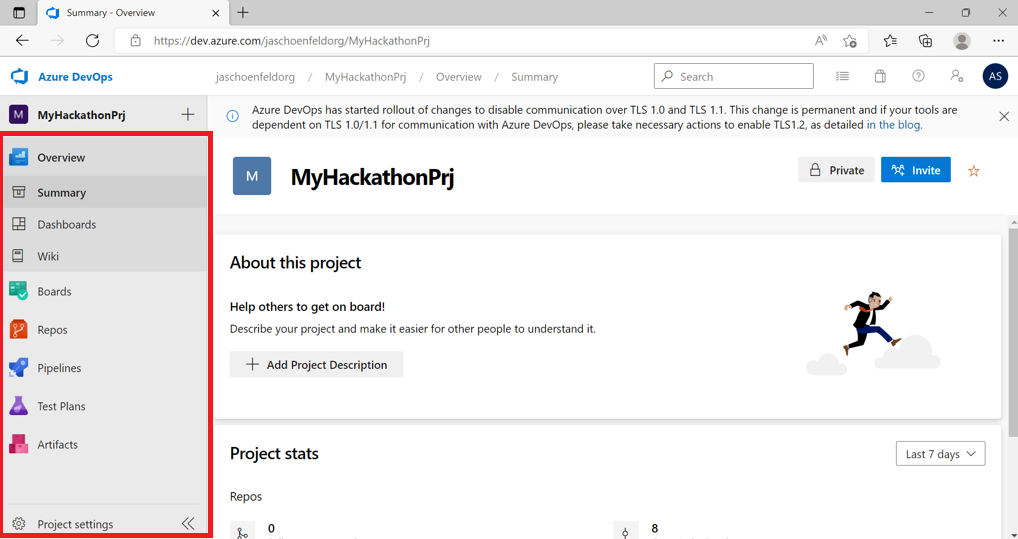 Summary - Overview
https://dev.azure.com/jaschoenfeldorg/MyHackathonPrj
Azure DevOps
jaschoenfeldorg / MyHackathonPrj / Overview / Summary
Search
AS
M MyHackathonPrj
Overview
Summary
Dashboards
Wiki
Boards
Repos
Pipelines
Test Plans
Artifacts
Project settings
Azure DevOps has started rollout of changes to disable communication over TLS 1.0 and TLS 1.1. This change is permanent and if your tools are
dependent on TLS 1.0/1.1 for communication with Azure DevOps, please take necessary actions to enable TLS1.2, as detailed in the blog.
M MyHackathonPrj
Private
Invite
About this project
Help others to get on board!
Describe your project and make it easier for other people to understand it.
Add Project Description
Project stats
Last 7 days
Repos
0
8